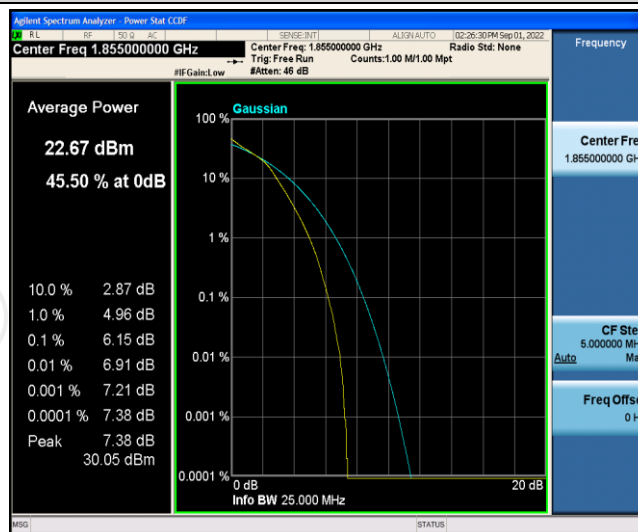 Agilent Spectrum Analyzer - Power Stat CCDF
RL RF 50 Ω AC SENSE:INT ALIGN AUTO 02:26:30 PM Sep 01, 2022
Center Freq 1.855000000 GHz
Center Freq: 1.855000000 GHz Radio Std: None
Trig: Free Run Counts:1.00 M/1.00 Mpt
#IFGain:Low #Atten: 46 dB
Frequency
Average Power
22.67 dBm
45.50 % at 0dB
10.0 % 2.87 dB
1.0 % 4.96 dB
0.1 % 6.15 dB
0.01 % 6.91 dB
0.001 % 7.21 dB
0.0001 % 7.38 dB
Peak 7.38 dB
30.05 dBm
Gaussian
100 %
10 %
1 %
0.1 %
0.01 %
0.001 %
0.0001 %
0 dB 20 dB
Info BW 25.000 MHz
Center Fre
1.855000000 GH
CF Ste
5.000000 MH
Auto Ma
Freq Offse
0 H
MSG STATUS